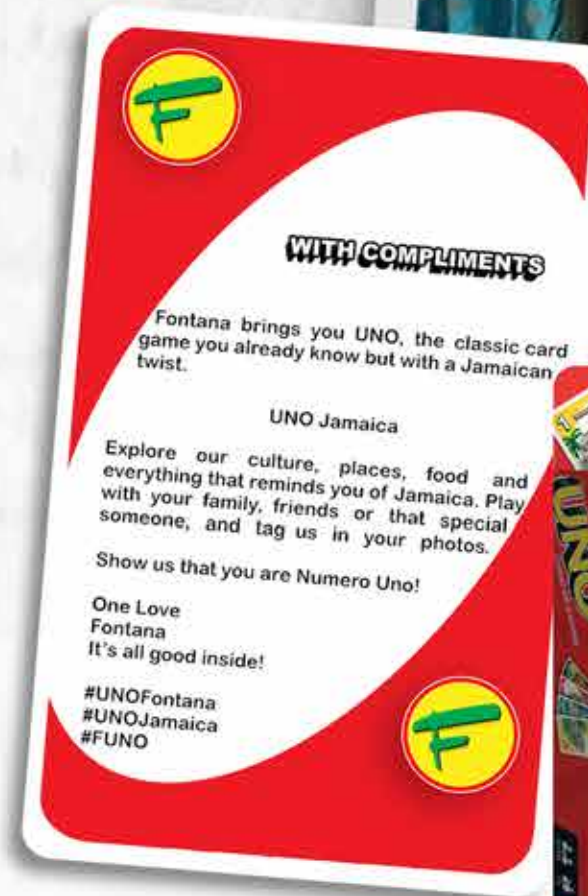 F
WITH COMPLIMENTS
Fontana brings you UNO, the classic card
game you already know but with a Jamaican
twist.
UNO Jamaica
Explore our culture, places, food and
everything that reminds you of Jamaica. Play
with your family, friends or that special
someone, and tag us in your photos.
Show us that you are Numero Uno!
One Love
Fontana
It's all good inside!
#UNOFontana
#UNOJamaica
#FUNO
F
UNO